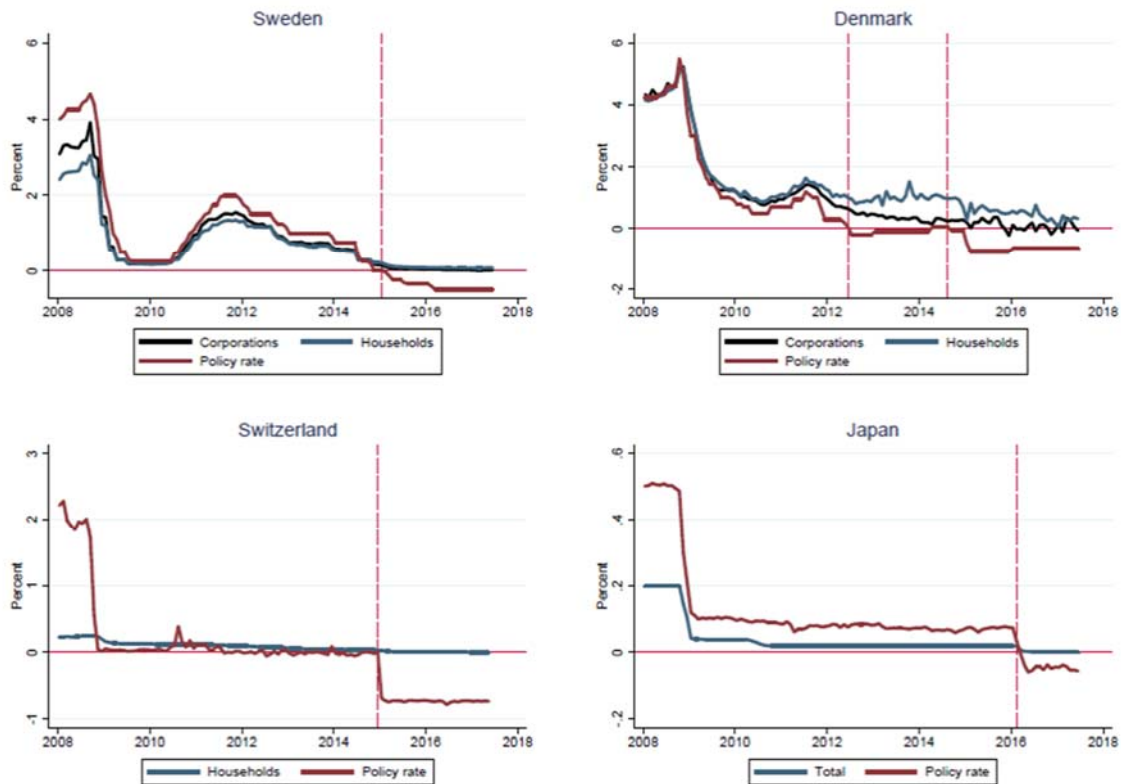 Sweden
Percent
6
4
2
0
2008 2010 2012 2014 2016 2018
Corporations Households
Policy rate
Denmark
Percent
6
4
2
0
-2
2008 2010 2012 2014 2016 2018
Corporations Households
Policy rate
Switzerland
Percent
3
2
1
0
-1
2008 2010 2012 2014 2016 2018
Households Policy rate
Japan
Percent
.6
.4
.2
0
-.2
2008 2010 2012 2014 2016 2018
Total Policy rate